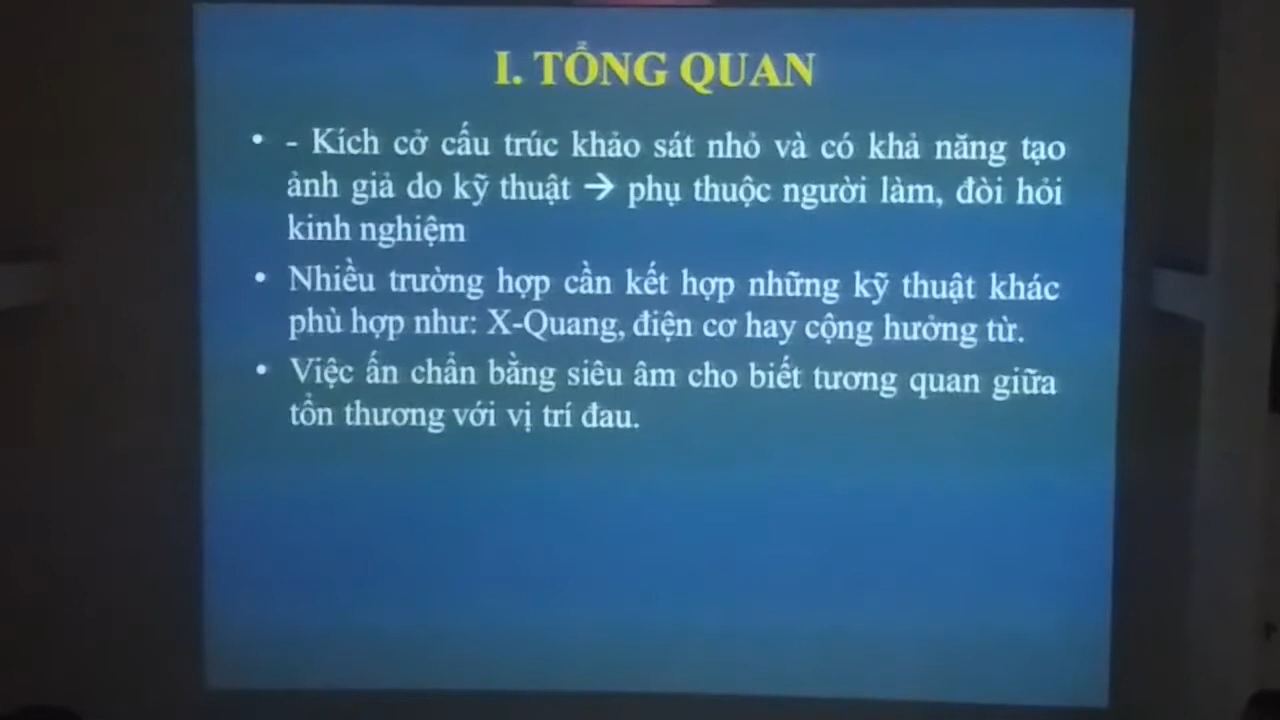 I. TỔNG QUAN
• - Kích cở cấu trúc khảo sát nhỏ và có khả năng tạo
ảnh giả do kỹ thuật → phụ thuộc người làm, đòi hỏi
kinh nghiệm
• Nhiều trường hợp cần kết hợp những kỹ thuật khác
phù hợp như: X-Quang, điện cơ hay cộng hưởng từ.
• Việc ấn chẩn bằng siêu âm cho biết tương quan giữa
tổn thương với vị trí đau.